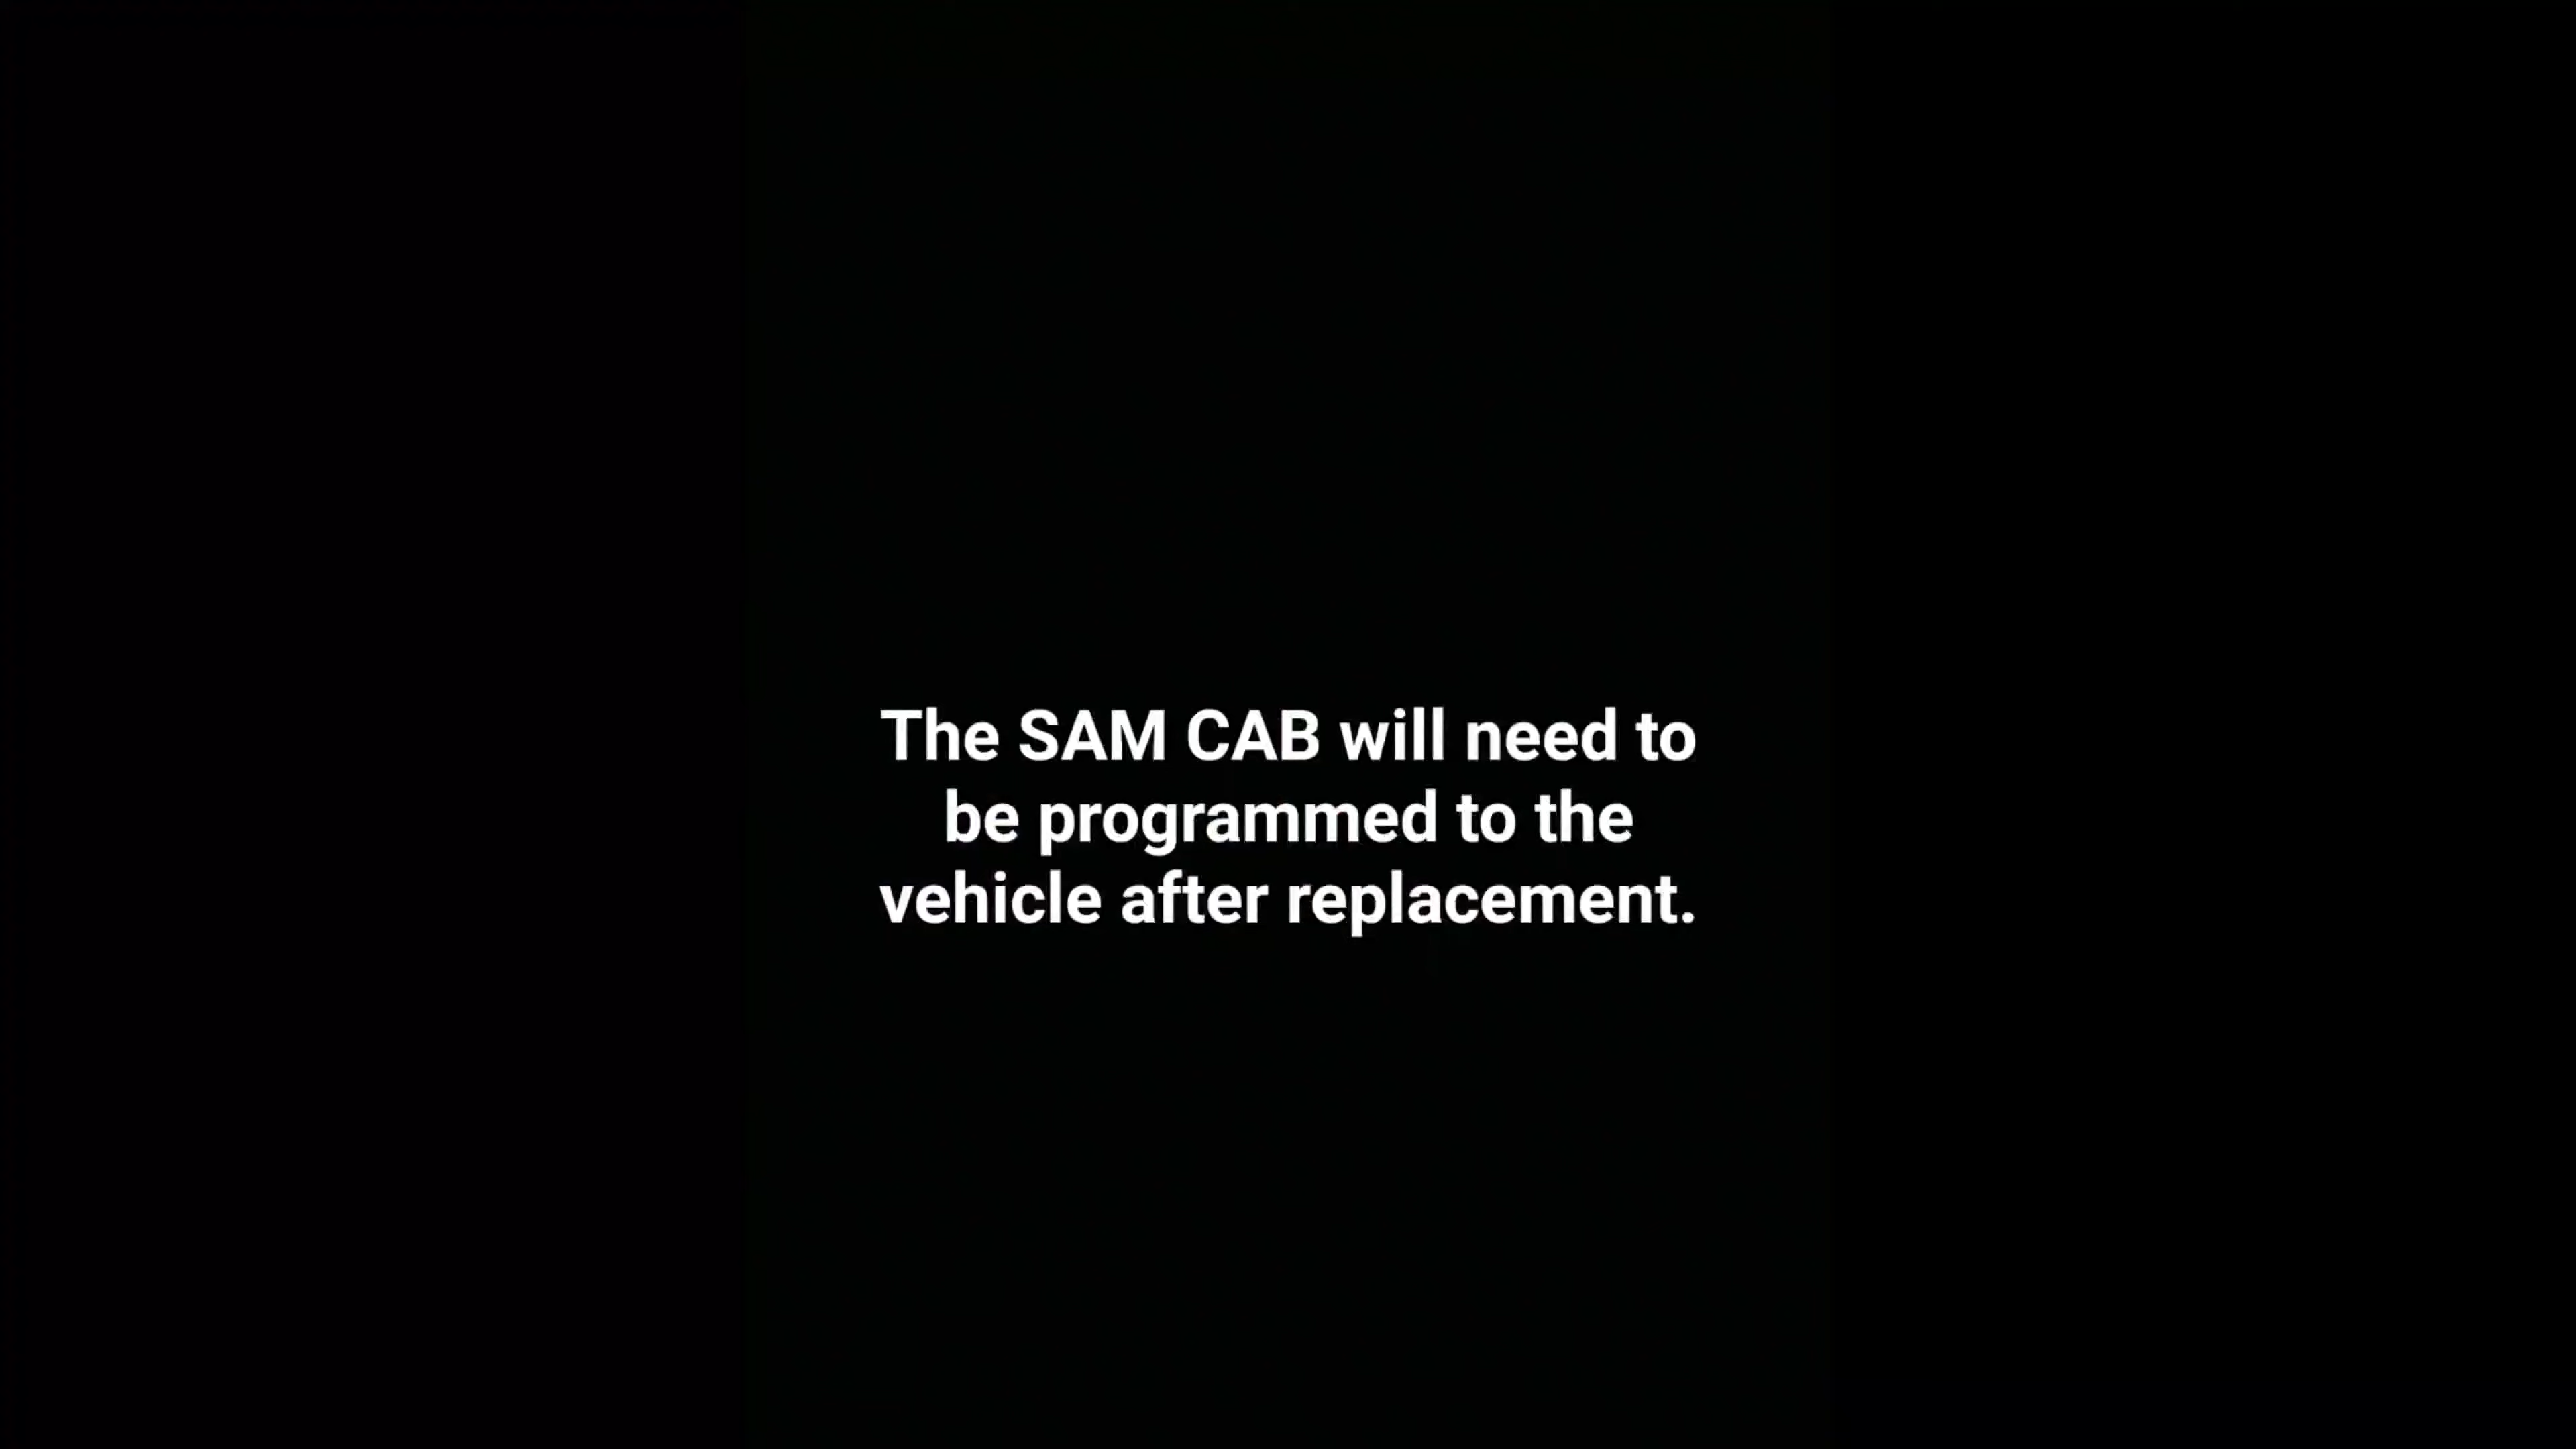 The SAM CAB will need to
be programmed to the
vehicle after replacement.